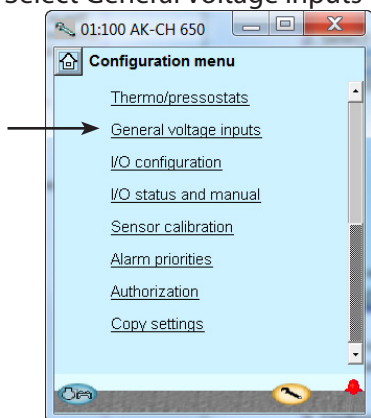 Select General voltage inputs
01:100 AK-CH 650
Configuration menu
Thermo/pressostats
General voltage inputs
I/O configuration
I/O status and manual
Sensor calibration
Alarm priorities
Authorization
Copy settings